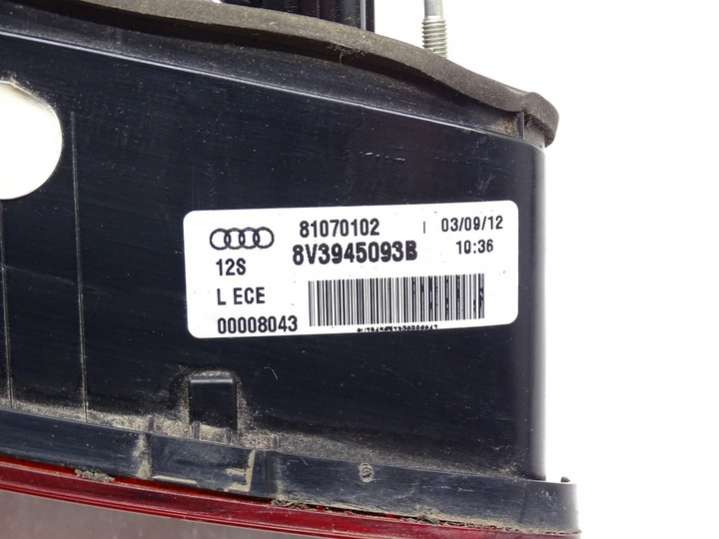 81070102 I 03/09/12
12S 8V3945093B 10:36
L ECE
00008043